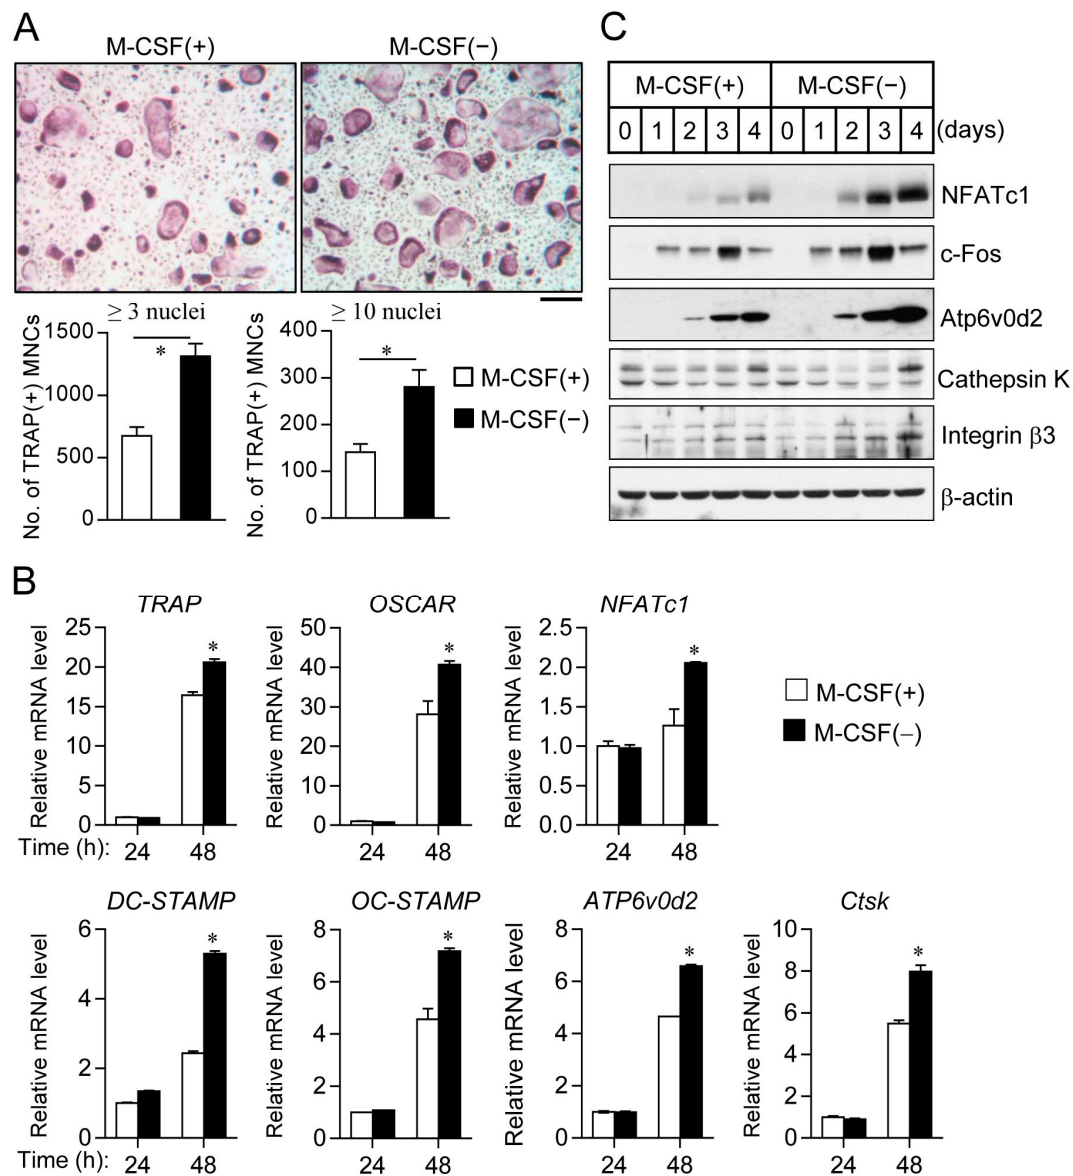 A
M-CSF(+) M-CSF(−)
≥ 3 nuclei
No. of TRAP(+) MNCs
1500
1000
500
0
*
≥ 10 nuclei
No. of TRAP(+) MNCs
400
300
200
100
0
*
M-CSF(+)
M-CSF(−)
C
M-CSF(+) M-CSF(−)
0 1 2 3 4 0 1 2 3 4 (days)
NFATc1
c-Fos
Atp6v0d2
Cathepsin K
Integrin β3
β-actin
B
TRAP
Relative mRNA level
25
20
15
10
5
0
*
Time (h): 24 48
OSCAR
Relative mRNA level
50
40
30
20
10
0
*
24 48
NFATc1
Relative mRNA level
2.5
2.0
1.5
1.0
0.5
0.0
*
24 48
M-CSF(+)
M-CSF(−)
DC-STAMP
Relative mRNA level
6
4
2
0
*
Time (h): 24 48
OC-STAMP
Relative mRNA level
8
6
4
2
0
*
24 48
ATP6v0d2
Relative mRNA level
8
6
4
2
0
*
24 48
Ctsk
Relative mRNA level
10
8
6
4
2
0
*
24 48